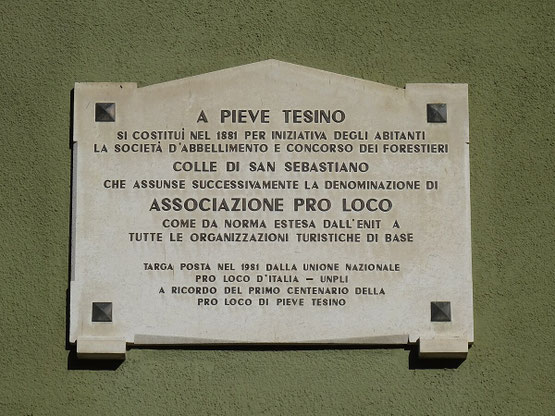 A PIEVE TESINO
SI COSTITUÌ NEL 1881 PER INIZIATIVA DEGLI ABITANTI
LA SOCIETÀ D'ABBELLIMENTO E CONCORSO DEI FORESTIERI
COLLE DI SAN SEBASTIANO
CHE ASSUNSE SUCCESSIVAMENTE LA DENOMINAZIONE DI
ASSOCIAZIONE PRO LOCO
COME DA NORMA ESTESA DALL'ENIT A
TUTTE LE ORGANIZZAZIONI TURISTICHE DI BASE
TARGA POSTA NEL 1981 DALLA UNIONE NAZIONALE
PRO LOCO D'ITALIA – UNPLI
A RICORDO DEL PRIMO CENTENARIO DELLA
PRO LOCO DI PIEVE TESINO